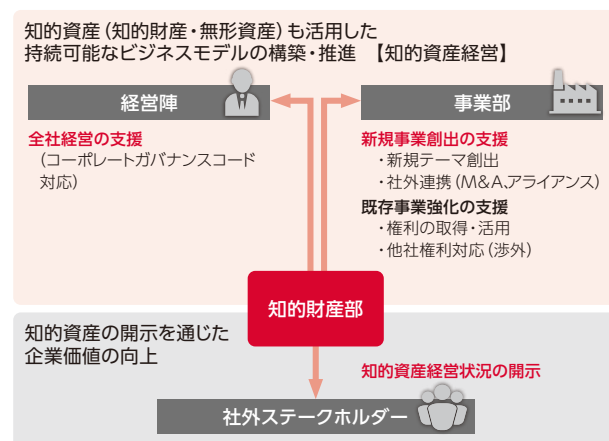 知的資産（知的財産・無形資産）も活用した
持続可能なビジネスモデルの構築・推進 【知的資産経営】
経営陣
全社経営の支援
（コーポレートガバナンスコード
対応）
事業部
新規事業創出の支援
・新規テーマ創出
・社外連携（M&A、アライアンス）
既存事業強化の支援
・権利の取得・活用
・他社権利対応（渉外）
知的財産部
知的資産の開示を通じた
企業価値の向上
知的資産経営状況の開示
社外ステークホルダー